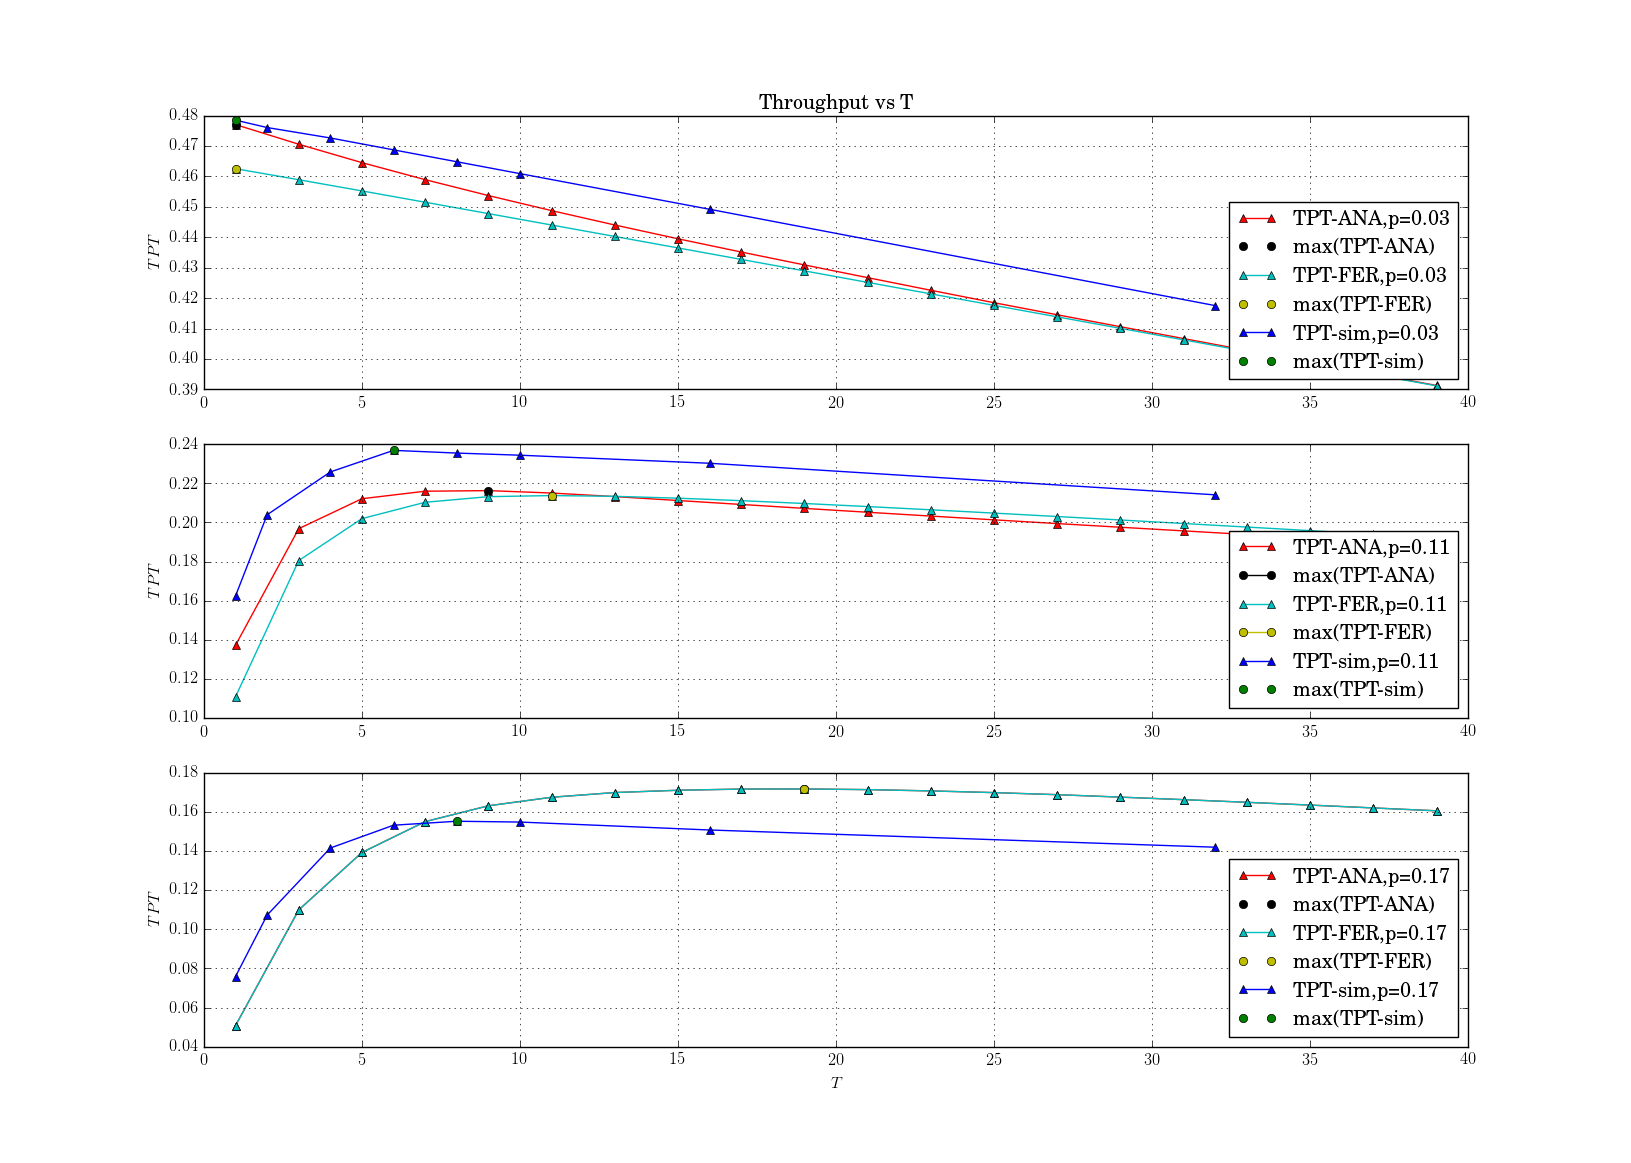 Throughput vs T
0.48
0.47
0.46
0.45
0.44
0.43
0.42
0.41
0.40
0.39
TPT
TPT-ANA,p=0.03
max(TPT-ANA)
TPT-FER,p=0.03
max(TPT-FER)
TPT-sim,p=0.03
max(TPT-sim)
0 5 10 15 20 25 30 35 40
0.24
0.22
0.20
0.18
0.16
0.14
0.12
0.10
TPT
TPT-ANA,p=0.11
max(TPT-ANA)
TPT-FER,p=0.11
max(TPT-FER)
TPT-sim,p=0.11
max(TPT-sim)
0 5 10 15 20 25 30 35 40
0.18
0.16
0.14
0.12
0.10
0.08
0.06
0.04
TPT
TPT-ANA,p=0.17
max(TPT-ANA)
TPT-FER,p=0.17
max(TPT-FER)
TPT-sim,p=0.17
max(TPT-sim)
0 5 10 15 20 25 30 35 40
T